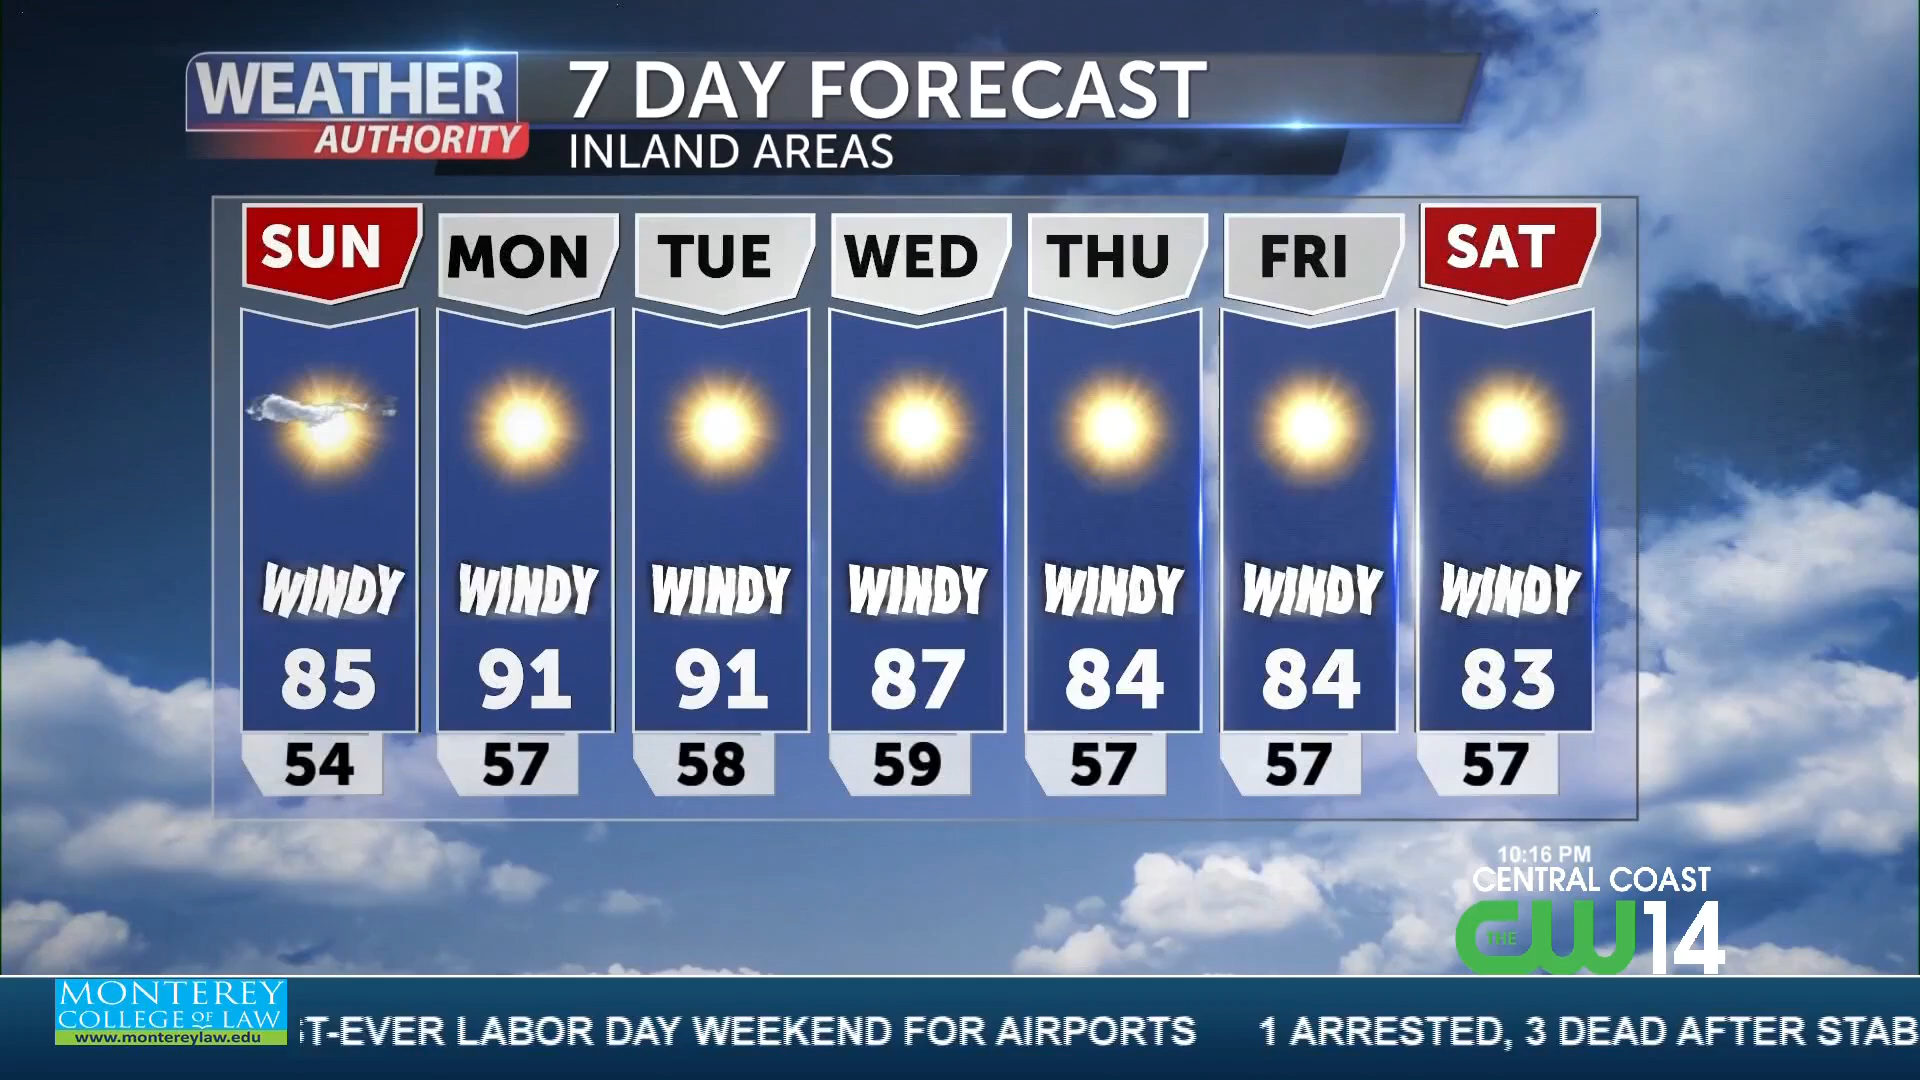 WEATHER
AUTHORITY
7 DAY FORECAST
INLAND AREAS
SUN MON TUE WED THU FRI SAT
WINDY WINDY WINDY WINDY WINDY WINDY WINDY
85 91 91 87 84 84 83
54 57 58 59 57 57 57
10:16 PM
CENTRAL COAST
THE CW 14
MONTEREY
COLLEGE OF LAW
www.montereylaw.edu
T-EVER LABOR DAY WEEKEND FOR AIRPORTS 1 ARRESTED, 3 DEAD AFTER STAB